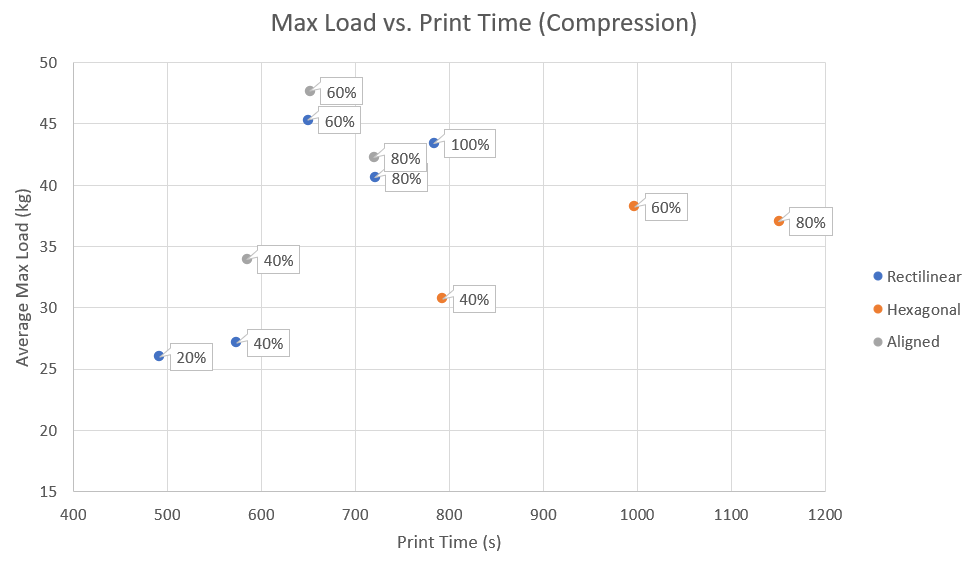 Max Load vs. Print Time (Compression)
50
45
40
35
30
25
20
15
Average Max Load (kg)
60%
60%
100%
80%
80%
60%
80%
40%
40%
40%
20%
400 500 600 700 800 900 1000 1100 1200
Print Time (s)
Rectilinear
Hexagonal
Aligned